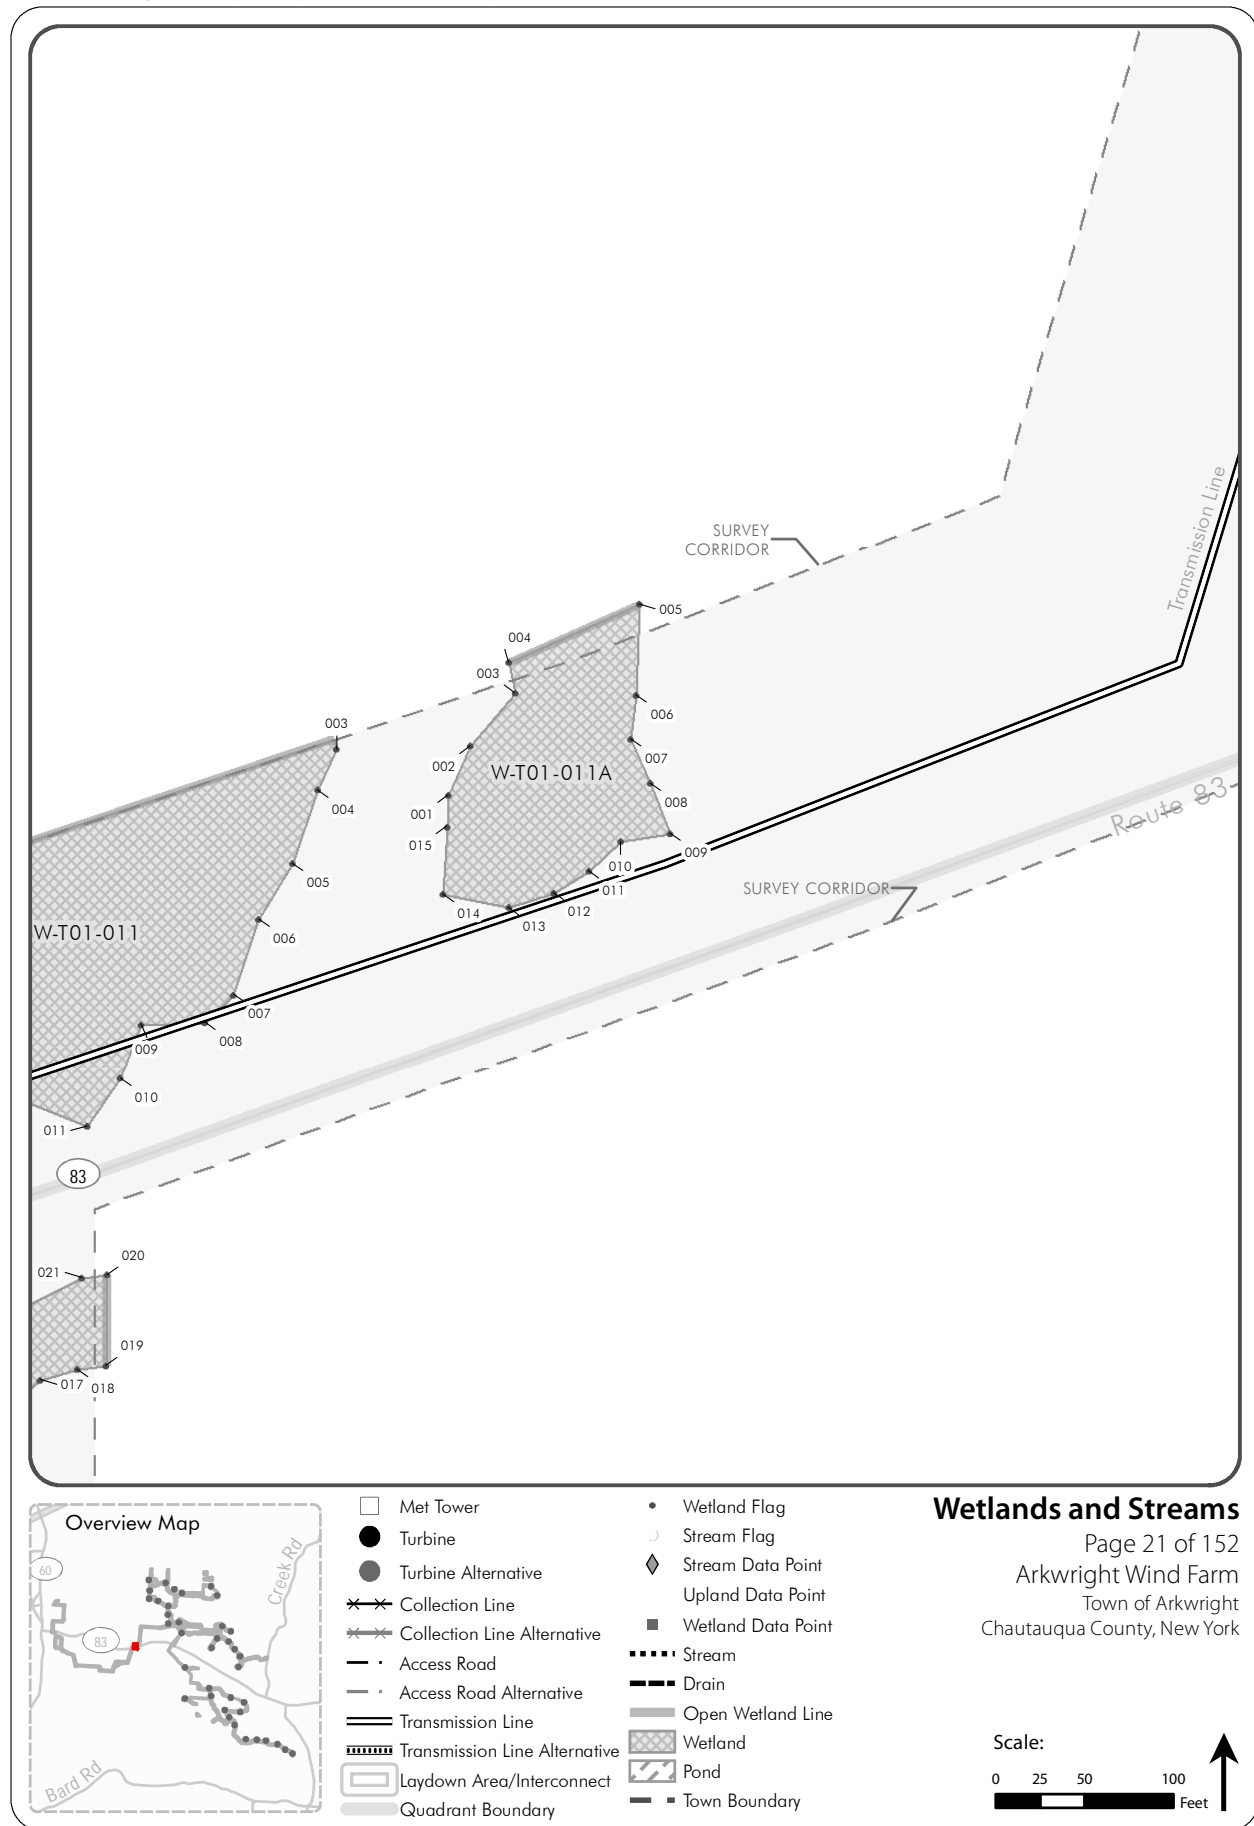 Transmission Line
SURVEY
CORRIDOR
005
004
003
006
003
007
002
W-T01-011A
008
004
001
015
009
010
005
011
SURVEY CORRIDOR
012
014
013
W-T01-011
006
007
008
009
010
011
Route 83
83
020
021
019
017
018
Overview Map
60
83
Creek Rd
Bard Rd
Met Tower
Turbine
Turbine Alternative
Collection Line
Collection Line Alternative
Access Road
Access Road Alternative
Transmission Line
Transmission Line Alternative
Laydown Area/Interconnect
Quadrant Boundary
Wetland Flag
Stream Flag
Stream Data Point
Upland Data Point
Wetland Data Point
Stream
Drain
Open Wetland Line
Wetland
Pond
Town Boundary
Wetlands and Streams
Page 21 of 152
Arkwright Wind Farm
Town of Arkwright
Chautauqua County, New York
Scale:
0 25 50 100
Feet